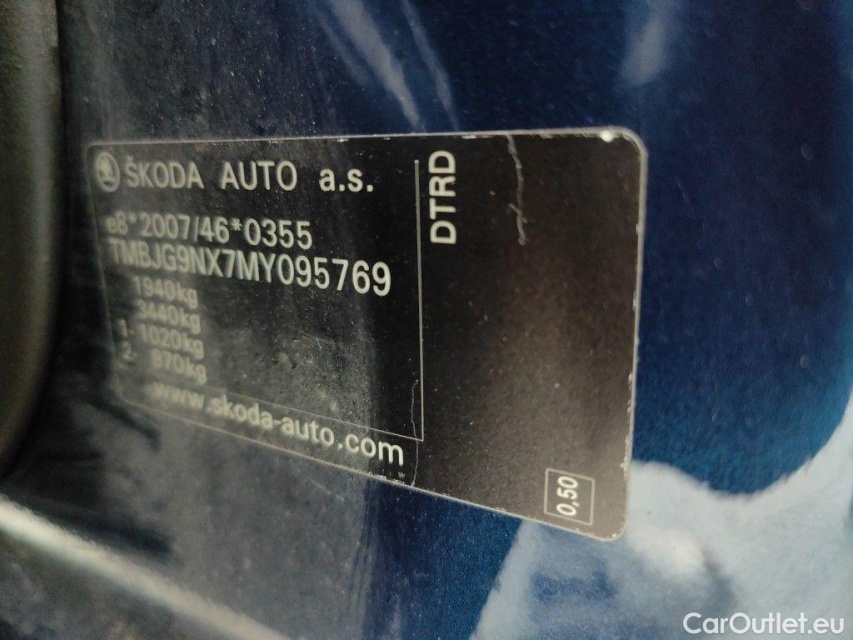 ŠKODA AUTO a.s.
e8*2007/46*0355
TMBJG9NX7MY095769
1940kg
3440kg
1- 1020kg
2- 970kg
www.skoda-auto.com
DTRD
0,50
CarOutlet.eu